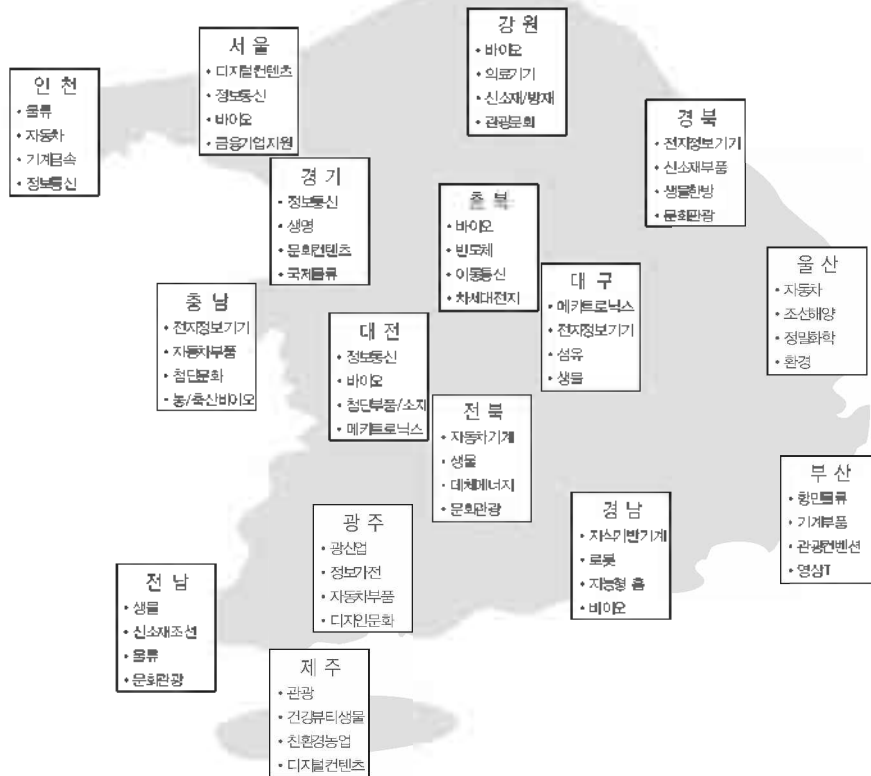 강원
• 바이오
• 의료기기
• 신소재/방재
• 관광문화
서울
• 디지털컨텐츠
• 정보통신
• 바이오
• 금융기업지원
인천
• 물류
• 자동차
• 기계금속
• 정보통신
경북
• 전자정보기기
• 신소재부품
• 생물한방
• 문화관광
경기
• 정보통신
• 생명
• 문화컨텐츠
• 국제물류
충북
• 바이오
• 반도체
• 이동통신
• 차세대전지
울산
• 자동차
• 조선해양
• 정밀화학
• 환경
대구
• 메카트로닉스
• 전자정보기기
• 섬유
• 생물
충남
• 전자정보기기
• 자동차부품
• 첨단문화
• 농/축산바이오
대전
• 정보통신
• 바이오
• 첨단부품/소재
• 메카트로닉스
전북
• 자동차기계
• 생물
• 대체에너지
• 문화관광
부산
• 항만물류
• 기계부품
• 관광컨벤션
• 영상IT
경남
• 지식기반기계
• 로봇
• 지능형 홈
• 바이오
광주
• 광산업
• 정보가전
• 자동차부품
• 디자인문화
전남
• 생물
• 신소재조선
• 물류
• 문화관광
제주
• 관광
• 건강뷰티생물
• 친환경농업
• 디지털컨텐츠